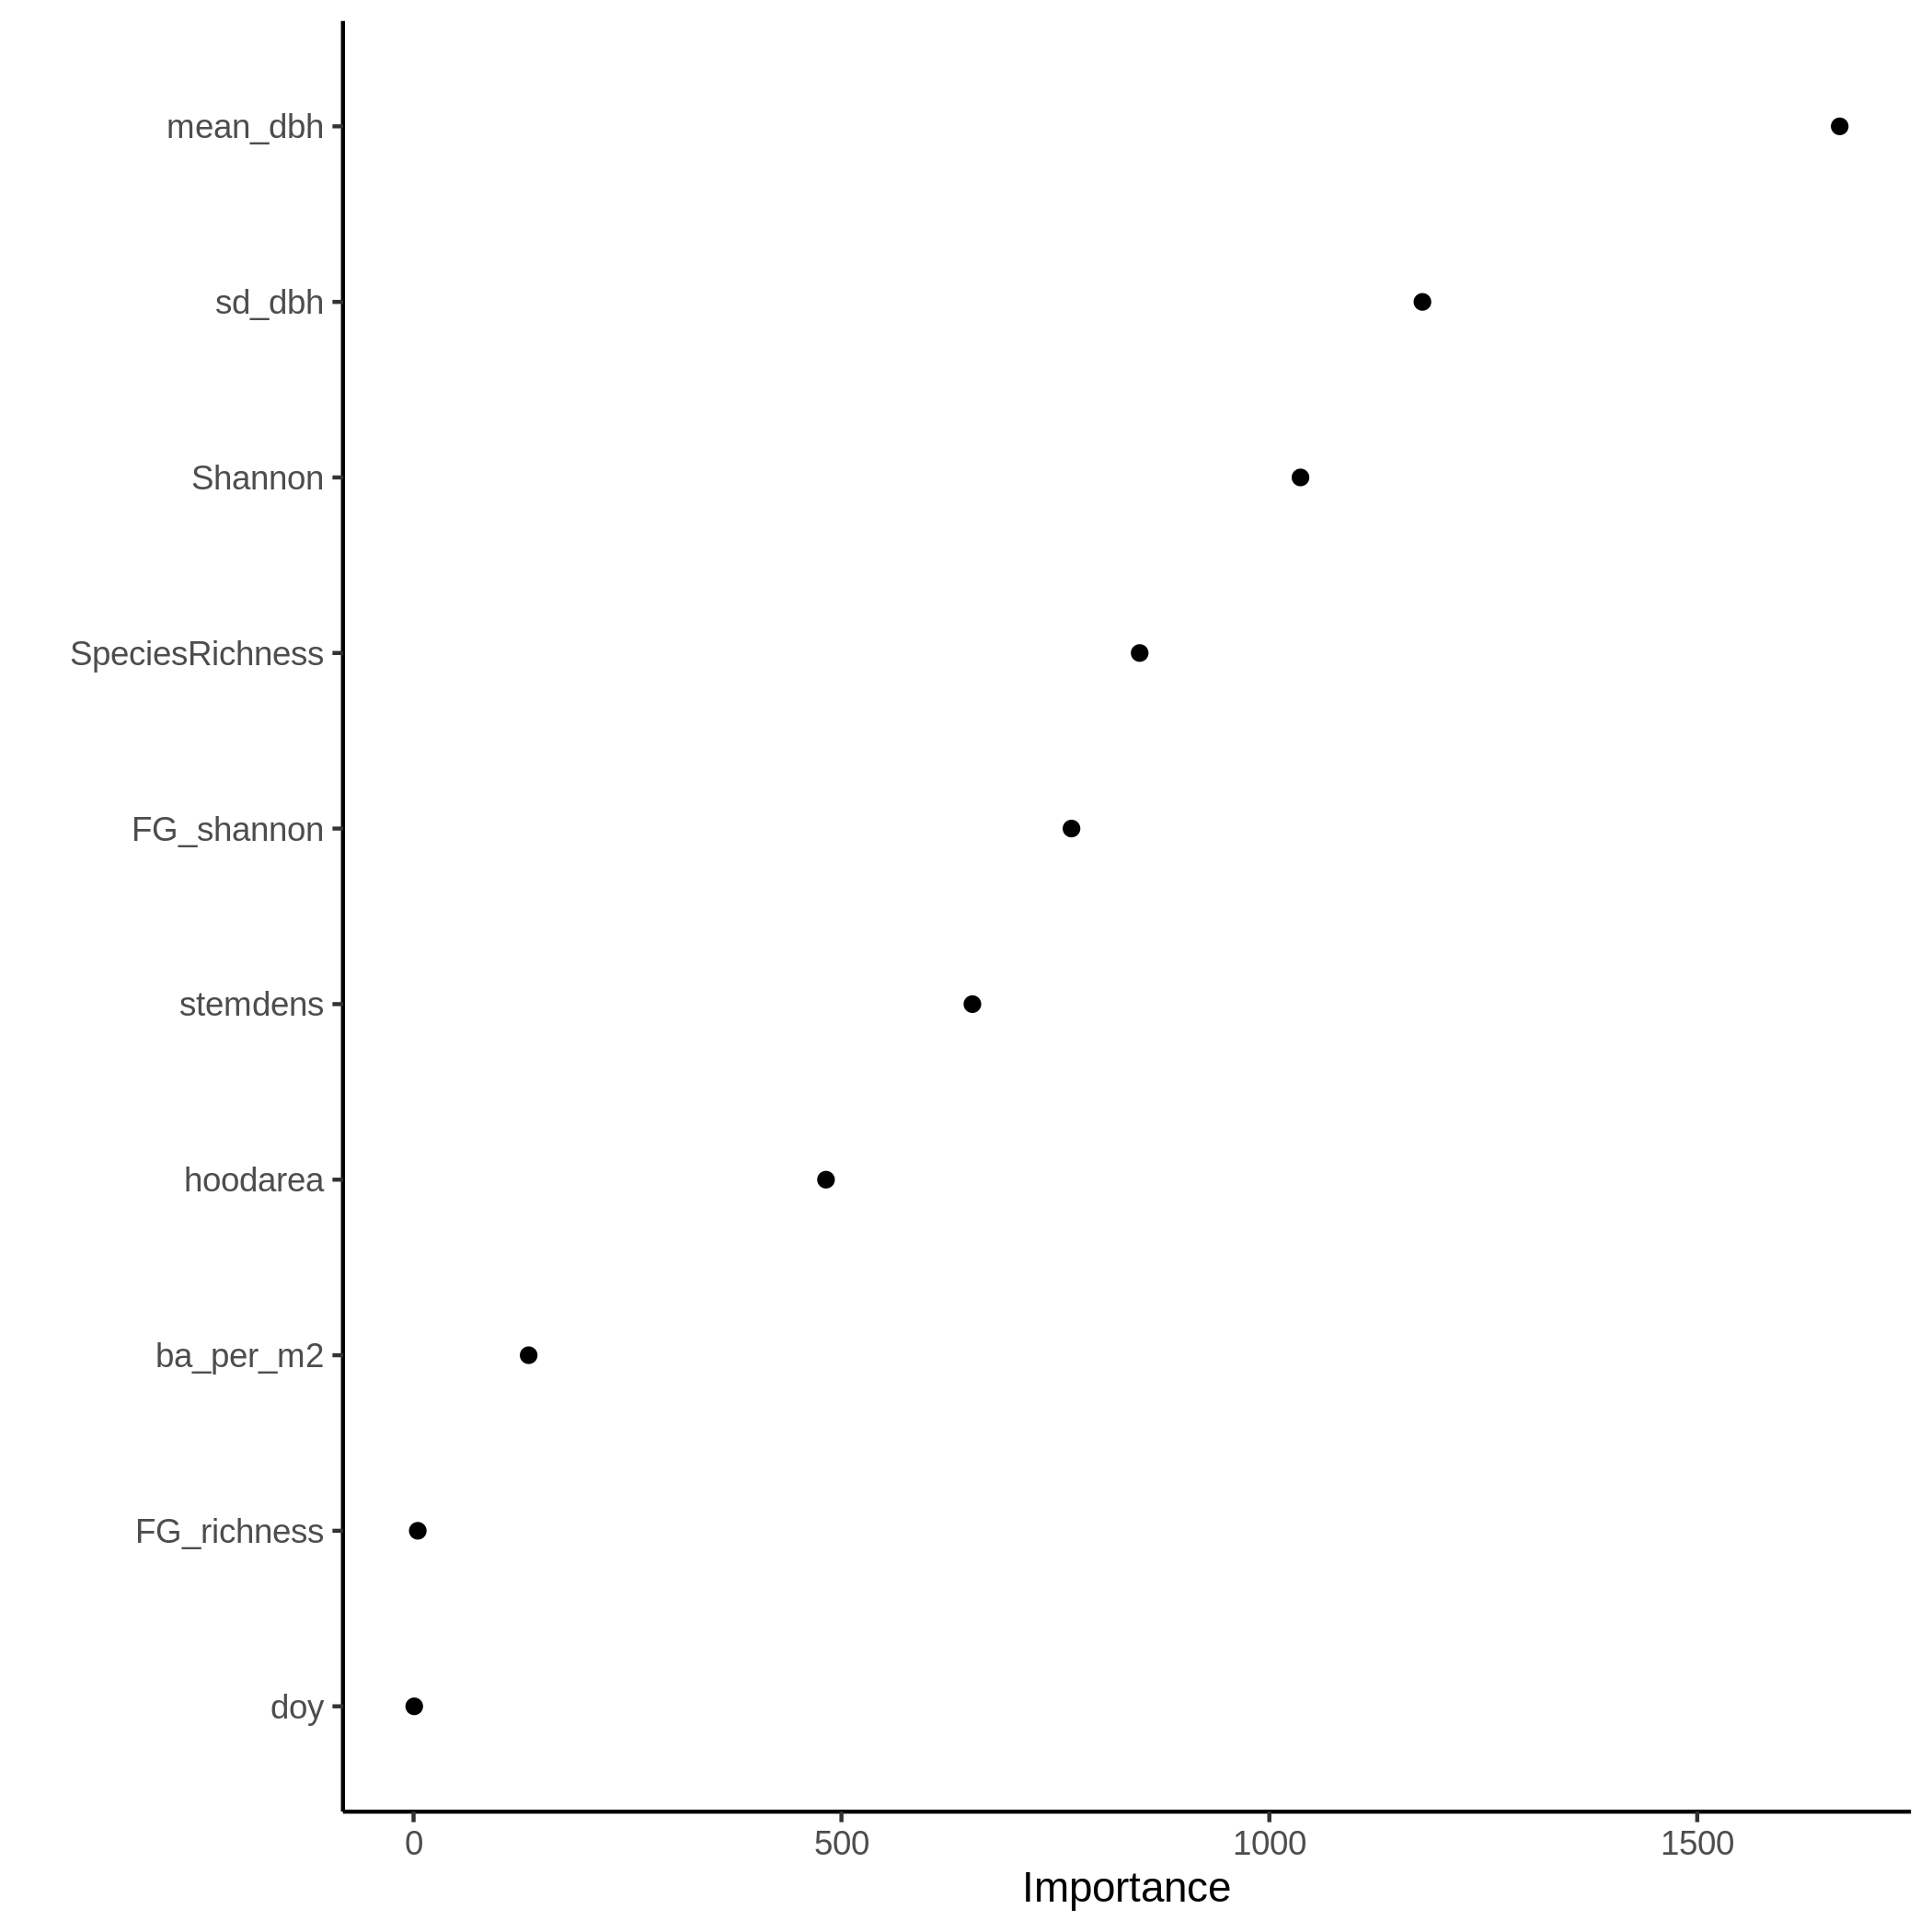 mean_dbh
sd_dbh
Shannon
SpeciesRichness
FG_shannon
stemdens
hoodarea
ba_per_m2
FG_richness
doy
0 500 1000 1500
Importance